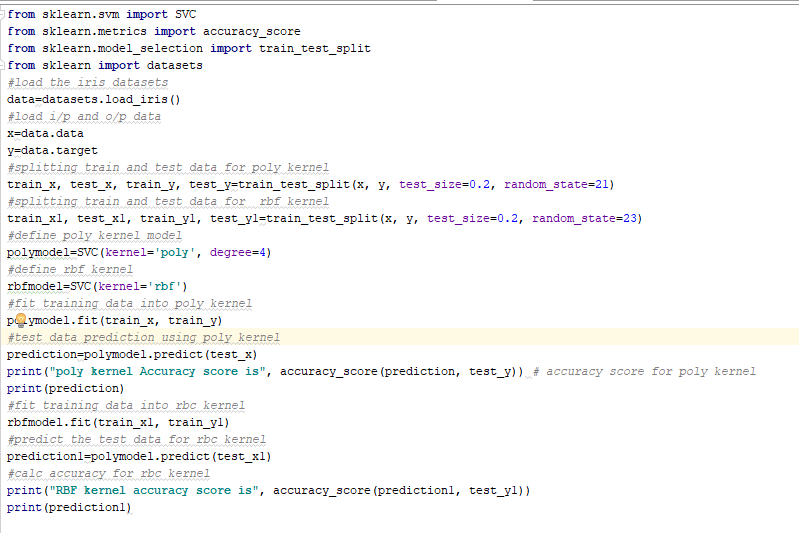 from sklearn.svm import SVC
from sklearn.metrics import accuracy_score
from sklearn.model_selection import train_test_split
from sklearn import datasets
#load the iris datasets
data=datasets.load_iris()
#load i/p and o/p data
x=data.data
y=data.target
#splitting train and test data for poly kernel
train_x, test_x, train_y, test_y=train_test_split(x, y, test_size=0.2, random_state=21)
#splitting train and test data for  rbf kernel
train_x1, test_x1, train_y1, test_y1=train_test_split(x, y, test_size=0.2, random_state=23)
#define poly kernel model
polymodel=SVC(kernel='poly', degree=4)
#define rbf kernel
rbfmodel=SVC(kernel='rbf')
#fit training data into poly kernel
polymodel.fit(train_x, train_y)
#test data prediction using poly kernel
prediction=polymodel.predict(test_x)
print("poly kernel Accuracy score is", accuracy_score(prediction, test_y)) # accuracy score for poly kernel
print(prediction)
#fit training data into rbc kernel
rbfmodel.fit(train_x1, train_y1)
#predict the test data for rbc kernel
prediction1=polymodel.predict(test_x1)
#calc accuracy for rbc kernel
print("RBF kernel accuracy score is", accuracy_score(prediction1, test_y1))
print(prediction1)